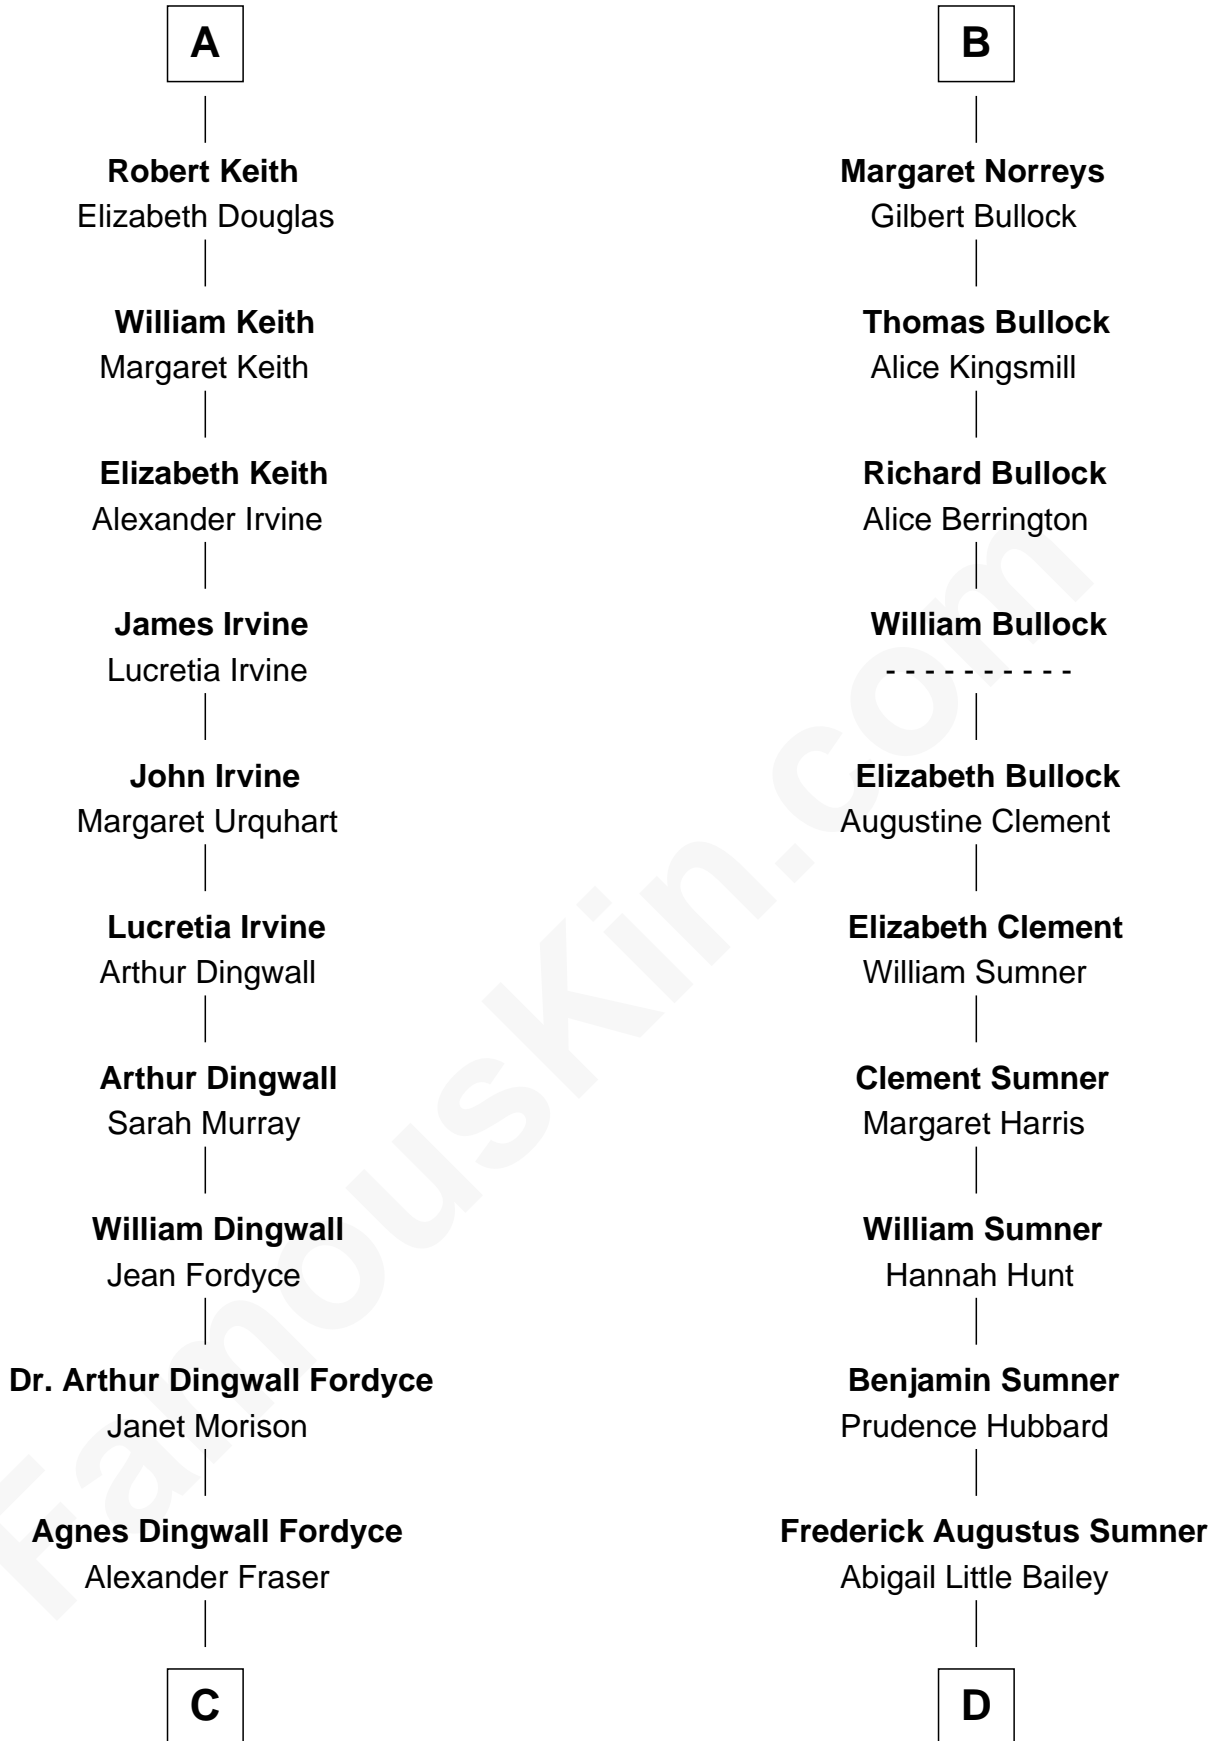 A
Robert Keith
Elizabeth Douglas
William Keith
Margaret Keith
Elizabeth Keith
Alexander Irvine
James Irvine
Lucretia Irvine
John Irvine
Margaret Urquhart
Lucretia Irvine
Arthur Dingwall
Arthur Dingwall
Sarah Murray
William Dingwall
Jean Fordyce
Dr. Arthur Dingwall Fordyce
Janet Morison
Agnes Dingwall Fordyce
Alexander Fraser
C
B
Margaret Norreys
Gilbert Bullock
Thomas Bullock
Alice Kingsmill
Richard Bullock
Alice Berrington
William Bullock
- - - - - - - - - -
Elizabeth Bullock
Augustine Clement
Elizabeth Clement
William Sumner
Clement Sumner
Margaret Harris
William Sumner
Hannah Hunt
Benjamin Sumner
Prudence Hubbard
Frederick Augustus Sumner
Abigail Little Bailey
D
FamousKin.com